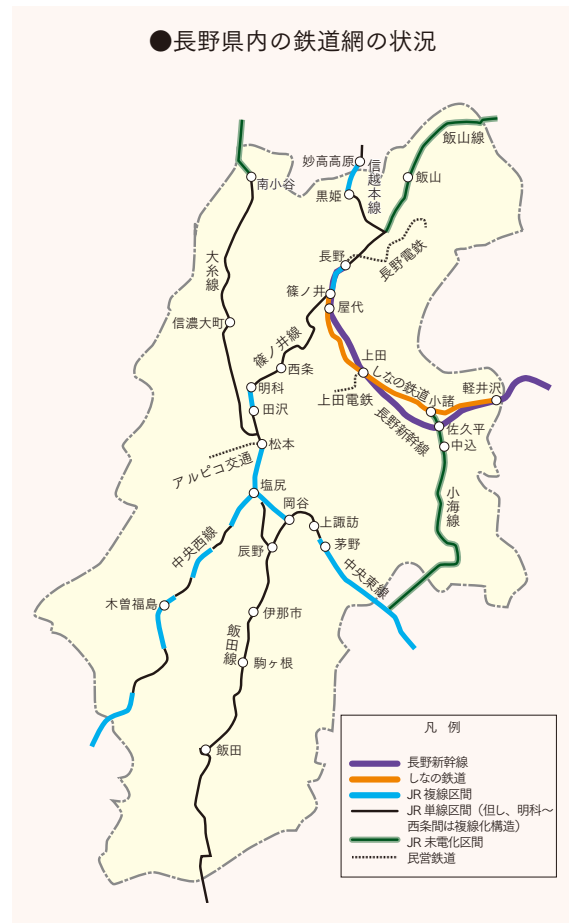 ●長野県内の鉄道網の状況
飯山線
妙高高原
信越本線
飯山
南小谷
黒姫
大糸線
長野
長野電鉄
篠ノ井
屋代
信濃大町
篠ノ井線
上田
西条
しなの鉄道
軽井沢
明科
上田電鉄
小諸
田沢
長野新幹線
佐久平
松本
中込
アルピコ交通
塩尻
小海線
岡谷
上諏訪
中央西線
辰野
茅野
中央東線
木曽福島
伊那市
飯田線
駒ヶ根
飯田
凡 例
長野新幹線
しなの鉄道
JR 複線区間
JR 単線区間（但し、明科～
西条間は複線化構造）
JR 未電化区間
民営鉄道